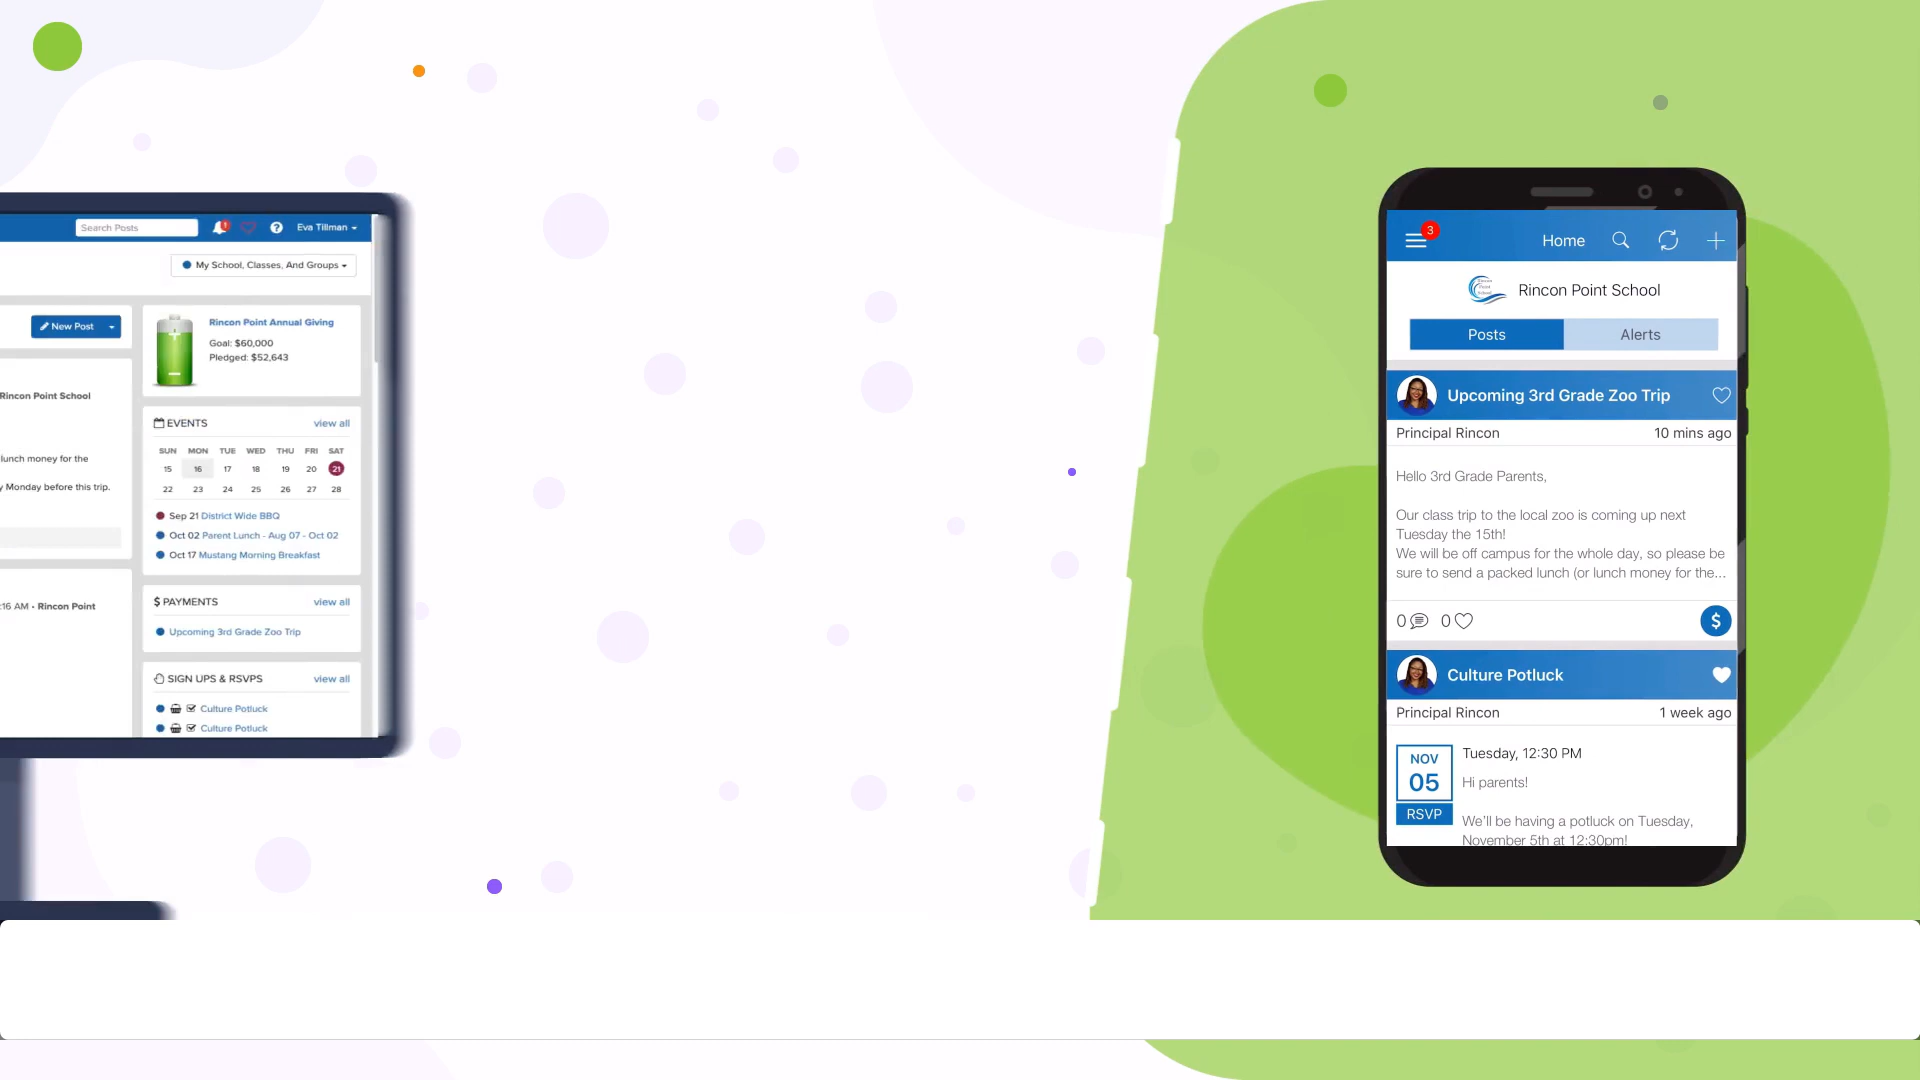 Search Posts
1
?
Eva Tillman
My School, Classes, And Groups
New Post
Rincon Point Annual Giving
Goal: $60,000
Pledged: $52,643
Rincon Point School
lunch money for the
y Monday before this trip.
:16 AM • Rincon Point
EVENTS
view all
SUN MON TUE WED THU FRI SAT
15 16 17 18 19 20 21
22 23 24 25 26 27 28
Sep 21 District Wide BBQ
Oct 02 Parent Lunch - Aug 07 - Oct 02
Oct 17 Mustang Morning Breakfast
$ PAYMENTS
view all
Upcoming 3rd Grade Zoo Trip
SIGN UPS & RSVPS
view all
Culture Potluck
Culture Potluck
3
Home
Rincon Point School
Posts
Alerts
Upcoming 3rd Grade Zoo Trip
Principal Rincon
10 mins ago
Hello 3rd Grade Parents,
Our class trip to the local zoo is coming up next
Tuesday the 15th!
We will be off campus for the whole day, so please be
sure to send a packed lunch (or lunch money for the...
0 0
$
Culture Potluck
Principal Rincon
1 week ago
NOV
05
RSVP
Tuesday, 12:30 PM
Hi parents!
We'll be having a potluck on Tuesday,
November 5th at 12:30pm!